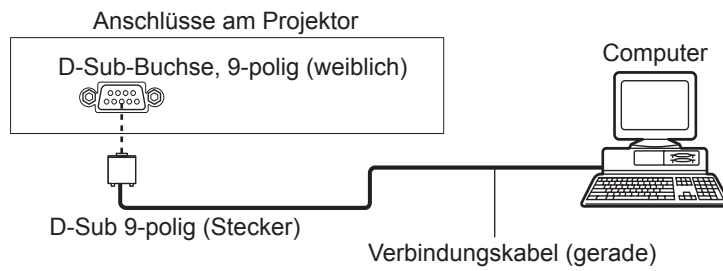 Anschlüsse am Projektor
D-Sub-Buchse, 9-polig (weiblich)
Computer
D-Sub 9-polig (Stecker)
Verbindungskabel (gerade)